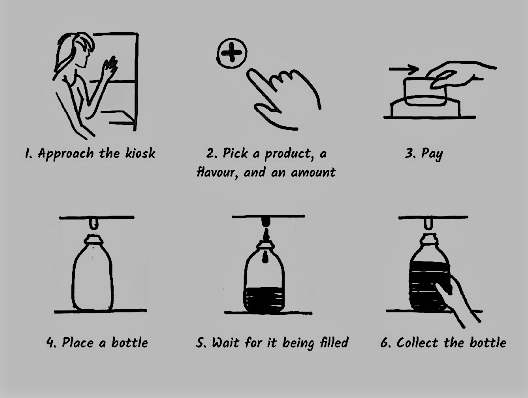 1. Approach the kiosk
2. Pick a product, a
flavour, and an amount
3. Pay
4. Place a bottle
5. Wait for it being filled
6. Collect the bottle